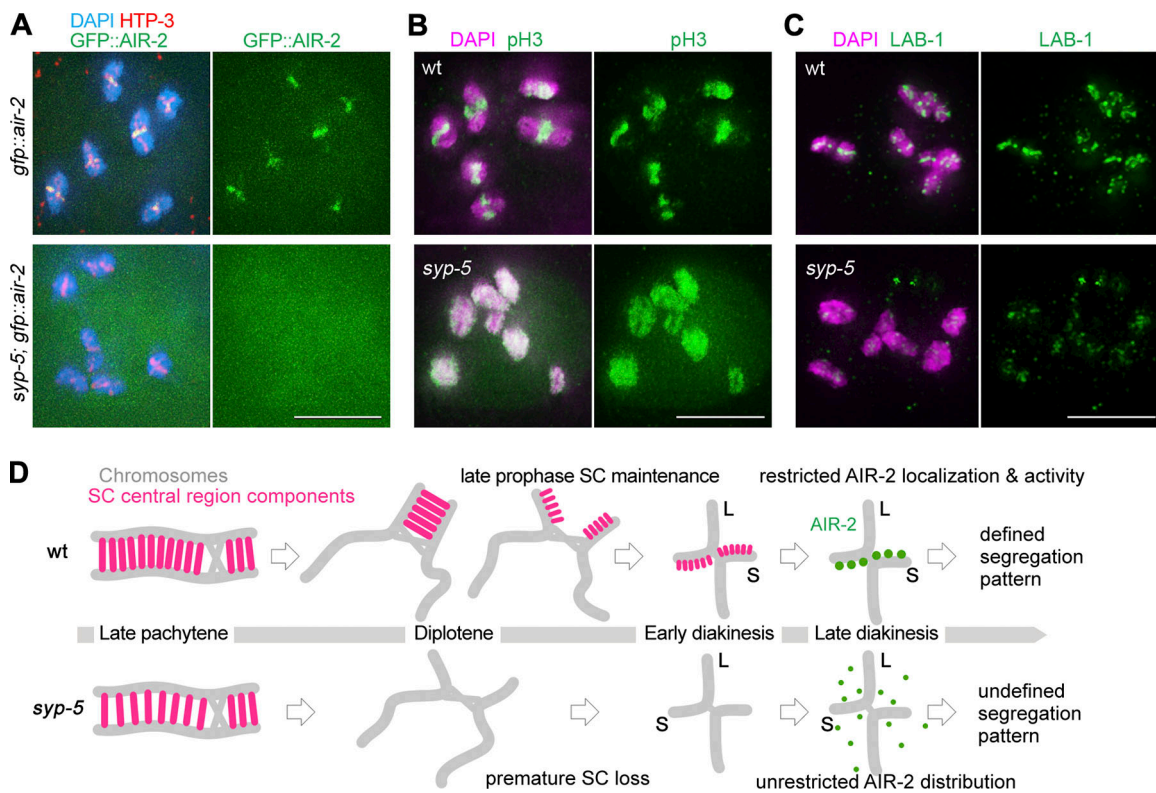 A
DAPI HTP-3
GFP::AIR-2
GFP::AIR-2
gfp::air-2
syp-5; gfp::air-2
B
DAPI pH3
pH3
wt
syp-5
C
DAPI LAB-1
LAB-1
wt
syp-5
D
Chromosomes
SC central region components
late prophase SC maintenance
restricted AIR-2 localization & activity
wt
L
S
AIR-2
L
S
defined
segregation
pattern
Late pachytene
Diplotene
Early diakinesis
Late diakinesis
syp-5
L
S
L
S
undefined
segregation
pattern
premature SC loss
unrestricted AIR-2 distribution